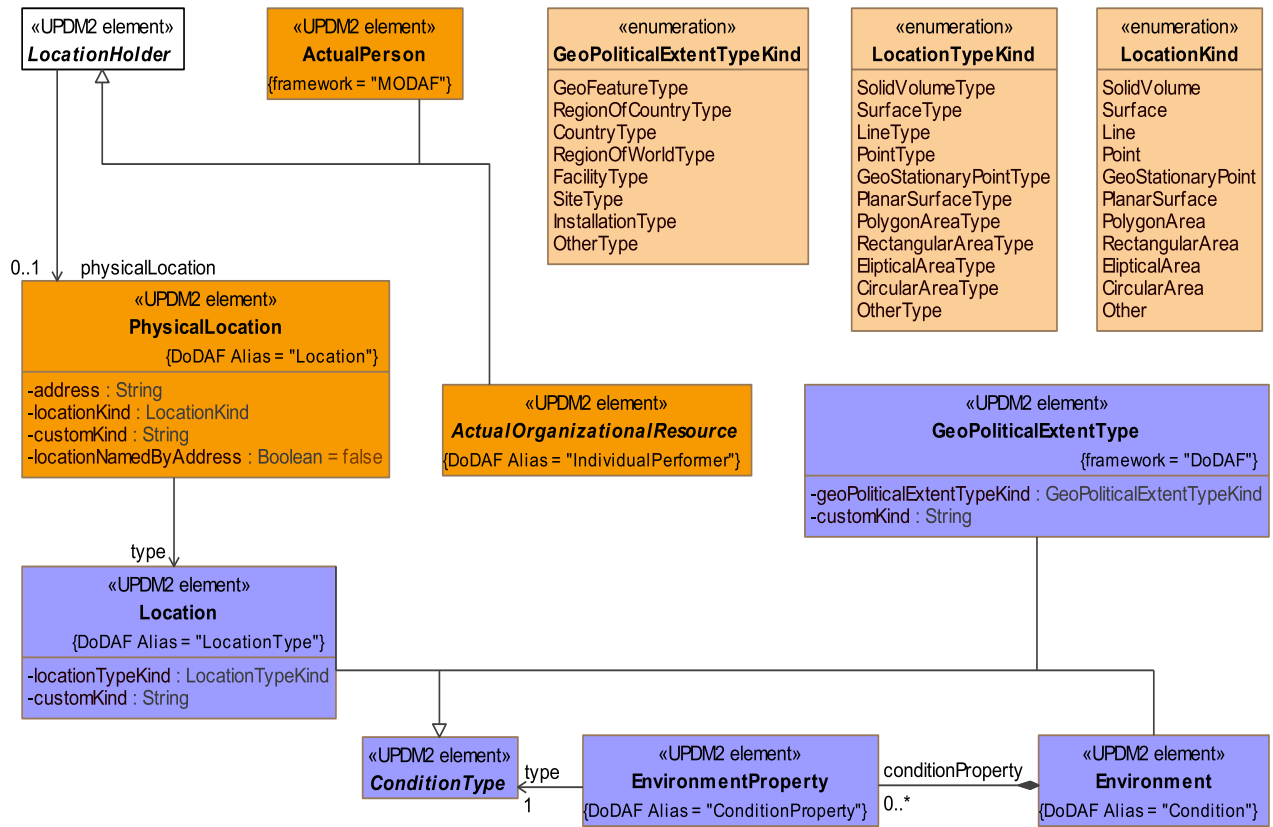 «UPDM2 element»
LocationHolder
«UPDM2 element»
ActualPerson
{framework = "MODAF"}
«enumeration»
GeoPoliticalExtentTypeKind
GeoFeatureType
RegionOfCountryType
CountryType
RegionOfWorldType
FacilityType
SiteType
InstallationType
OtherType
«enumeration»
LocationTypeKind
SolidVolumeType
SurfaceType
LineType
PointType
GeoStationaryPointType
PlanarSurfaceType
PolygonAreaType
RectangularAreaType
ElipticalAreaType
CircularAreaType
OtherType
«enumeration»
LocationKind
SolidVolume
Surface
Line
Point
GeoStationaryPoint
PlanarSurface
PolygonArea
RectangularArea
ElipticalArea
CircularArea
Other
0..1 physicalLocation
«UPDM2 element»
PhysicalLocation
{DoDAF Alias = "Location"}
-address : String
-locationKind : LocationKind
-customKind : String
-locationNamedByAddress : Boolean = false
«UPDM2 element»
ActualOrganizationalResource
{DoDAF Alias = "IndividualPerformer"}
«UPDM2 element»
GeoPoliticalExtentType
{framework = "DoDAF"}
-geoPoliticalExtentTypeKind : GeoPoliticalExtentTypeKind
-customKind : String
type
«UPDM2 element»
Location
{DoDAF Alias = "LocationType"}
-locationTypeKind : LocationTypeKind
-customKind : String
«UPDM2 element»
ConditionType
type
1
«UPDM2 element»
EnvironmentProperty
{DoDAF Alias = "ConditionProperty"}
conditionProperty
0..*
«UPDM2 element»
Environment
{DoDAF Alias = "Condition"}